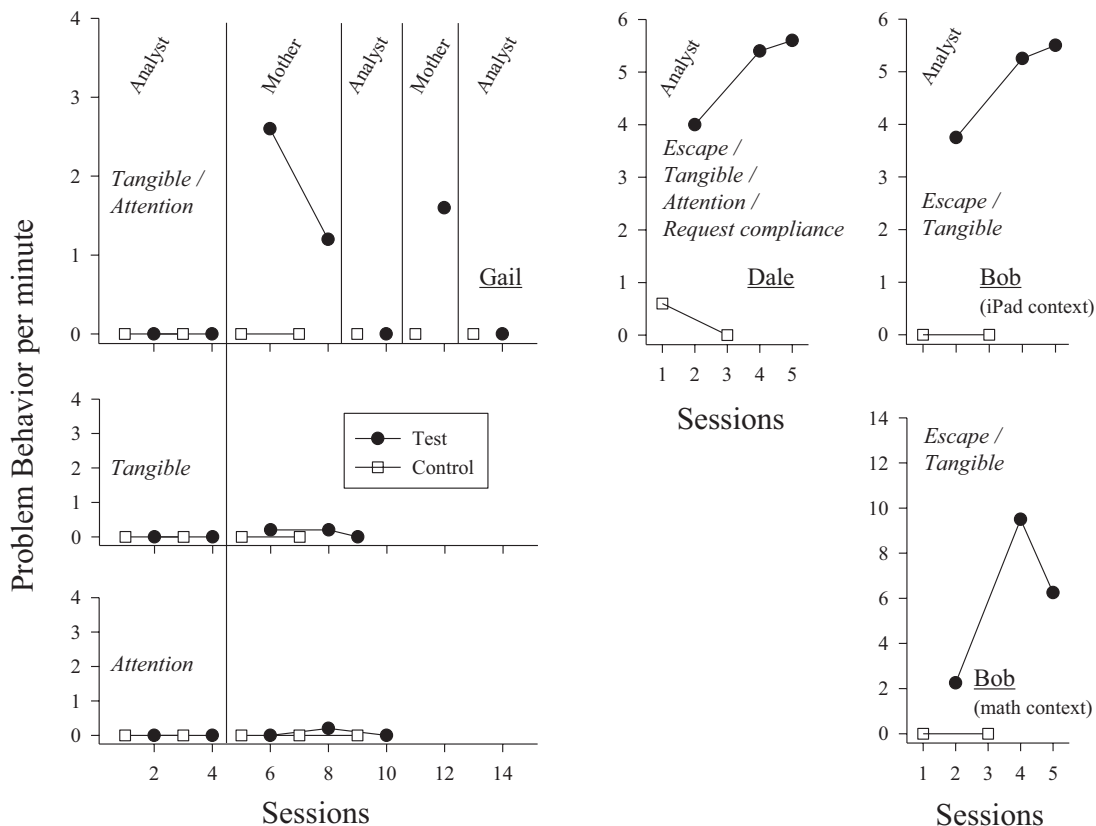 Problem Behavior per minute
4
3
2
1
0
Analyst
Mother
Analyst
Mother
Analyst
Tangible /
Attention
Gail
4
3
2
1
0
Tangible
Test
Control
4
3
2
1
0
Attention
2 4 6 8 10 12 14
Sessions
6
5
4
3
2
1
0
Analyst
Escape /
Tangible /
Attention /
Request compliance
Dale
1 2 3 4 5
Sessions
6
5
4
3
2
1
0
Analyst
Escape /
Tangible
Bob
(iPad context)
14
12
10
8
6
4
2
0
Escape /
Tangible
Bob
(math context)
1 2 3 4 5
Sessions